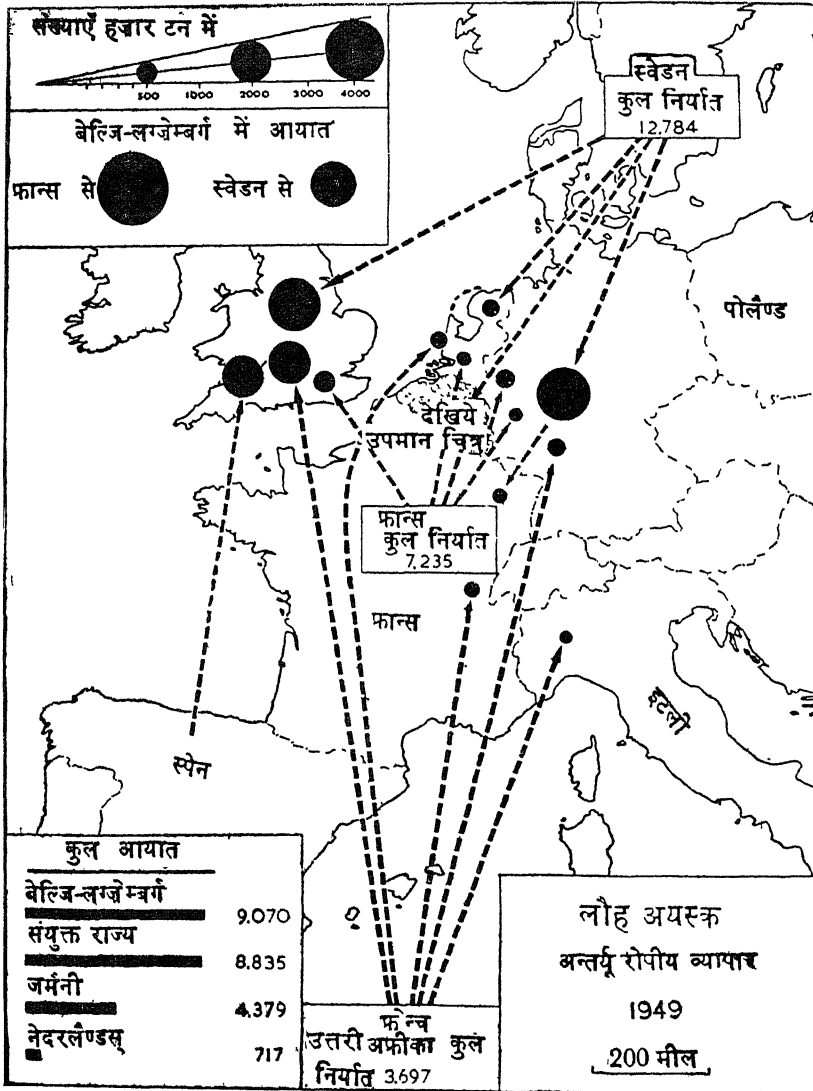 संख्याएँ हज़ार टन में
500 1000 2000 3000 4000
बेल्जि-लग्ज़ेम्बर्ग में आयात
फ्रान्स से स्वेडन से
स्वेडन
कुल निर्यात
12.784
पोलैण्ड
देखिये
उपमान चित्र
फ्रान्स
कुल निर्यात
7.235
फ्रान्स
इटली
स्पेन
कुल आयात
बेल्जि-लग्ज़ेम्बर्ग
9.070
संयुक्त राज्य
8.835
जर्मनी
4.379
नेदरलैण्डस्
717
फ्रेन्च
उत्तरी अफ्रीका कुल
निर्यात 3.697
लौह अयस्क
अन्तर्यूरोपीय व्यापार
1949
200 मील